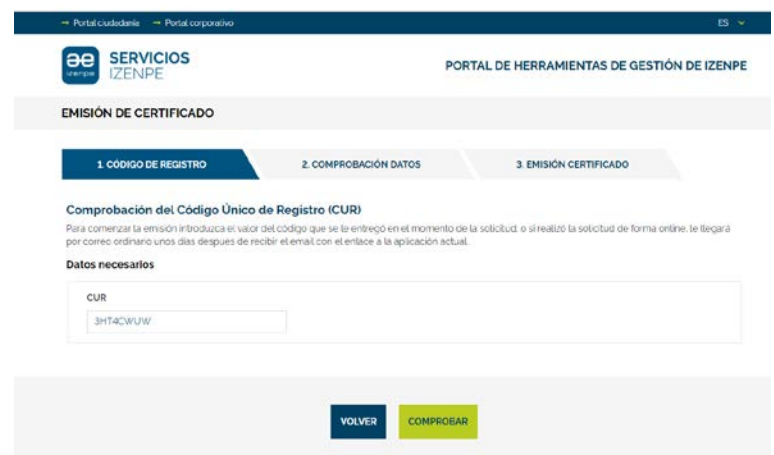 → Portal ciudadanía → Portal corporativo ES
ae SERVICIOS
izenpe IZENPE
PORTAL DE HERRAMIENTAS DE GESTIÓN DE IZENPE
EMISIÓN DE CERTIFICADO
1. CÓDIGO DE REGISTRO 2. COMPROBACIÓN DATOS 3. EMISIÓN CERTIFICADO
Comprobación del Código Único de Registro (CUR)
Para comenzar la emisión introduzca el valor del código que se le entregó en el momento de la solicitud, o si realizó la solicitud de forma online, le llegará
por correo ordinario unos días después de recibir el email con el enlace a la aplicación actual.
Datos necesarios
CUR
3HT4CWUW
VOLVER COMPROBAR